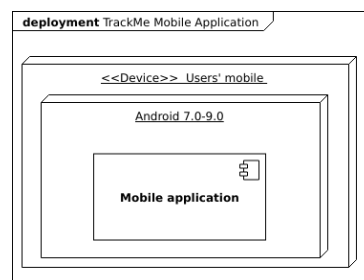 deployment TrackMe Mobile Application
<<Device>> Users' mobile
Android 7.0-9.0
Mobile application